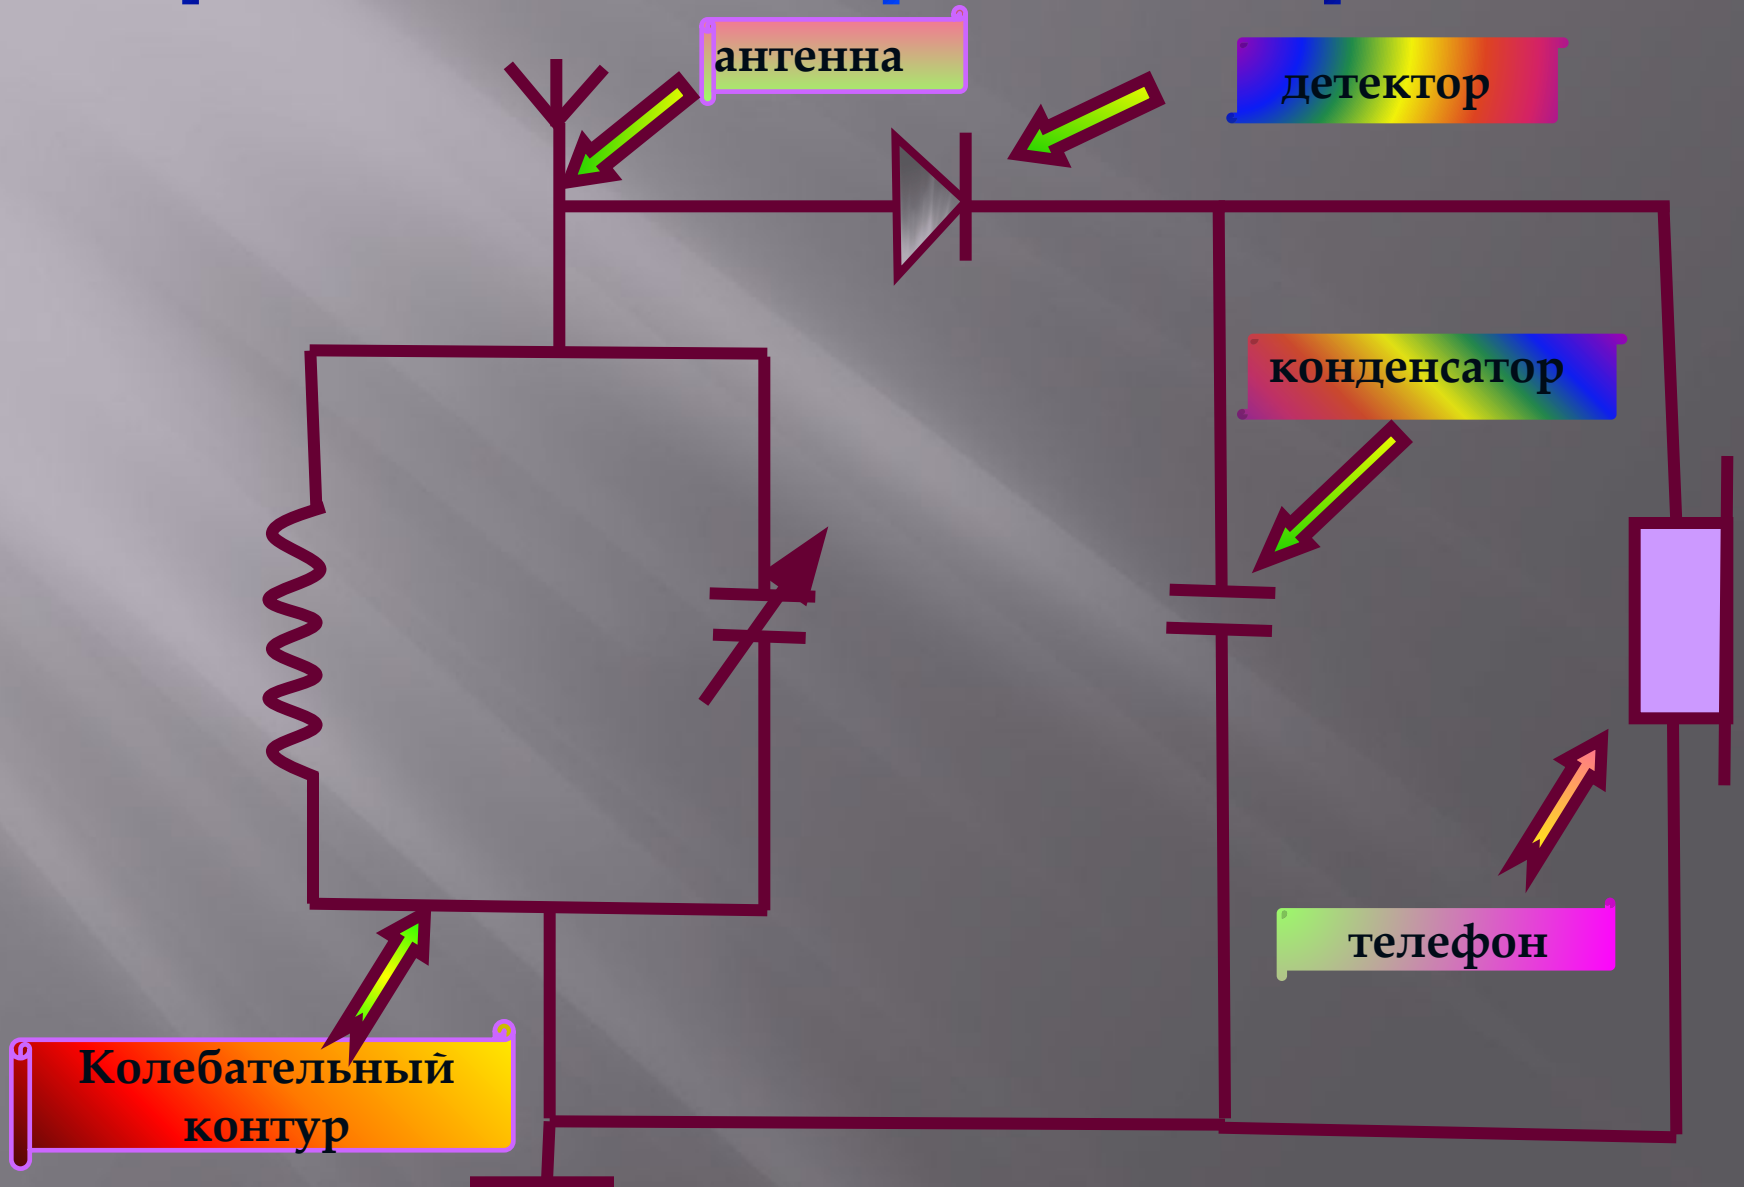 антенна
детектор
конденсатор
телефон
Колебательный
контур